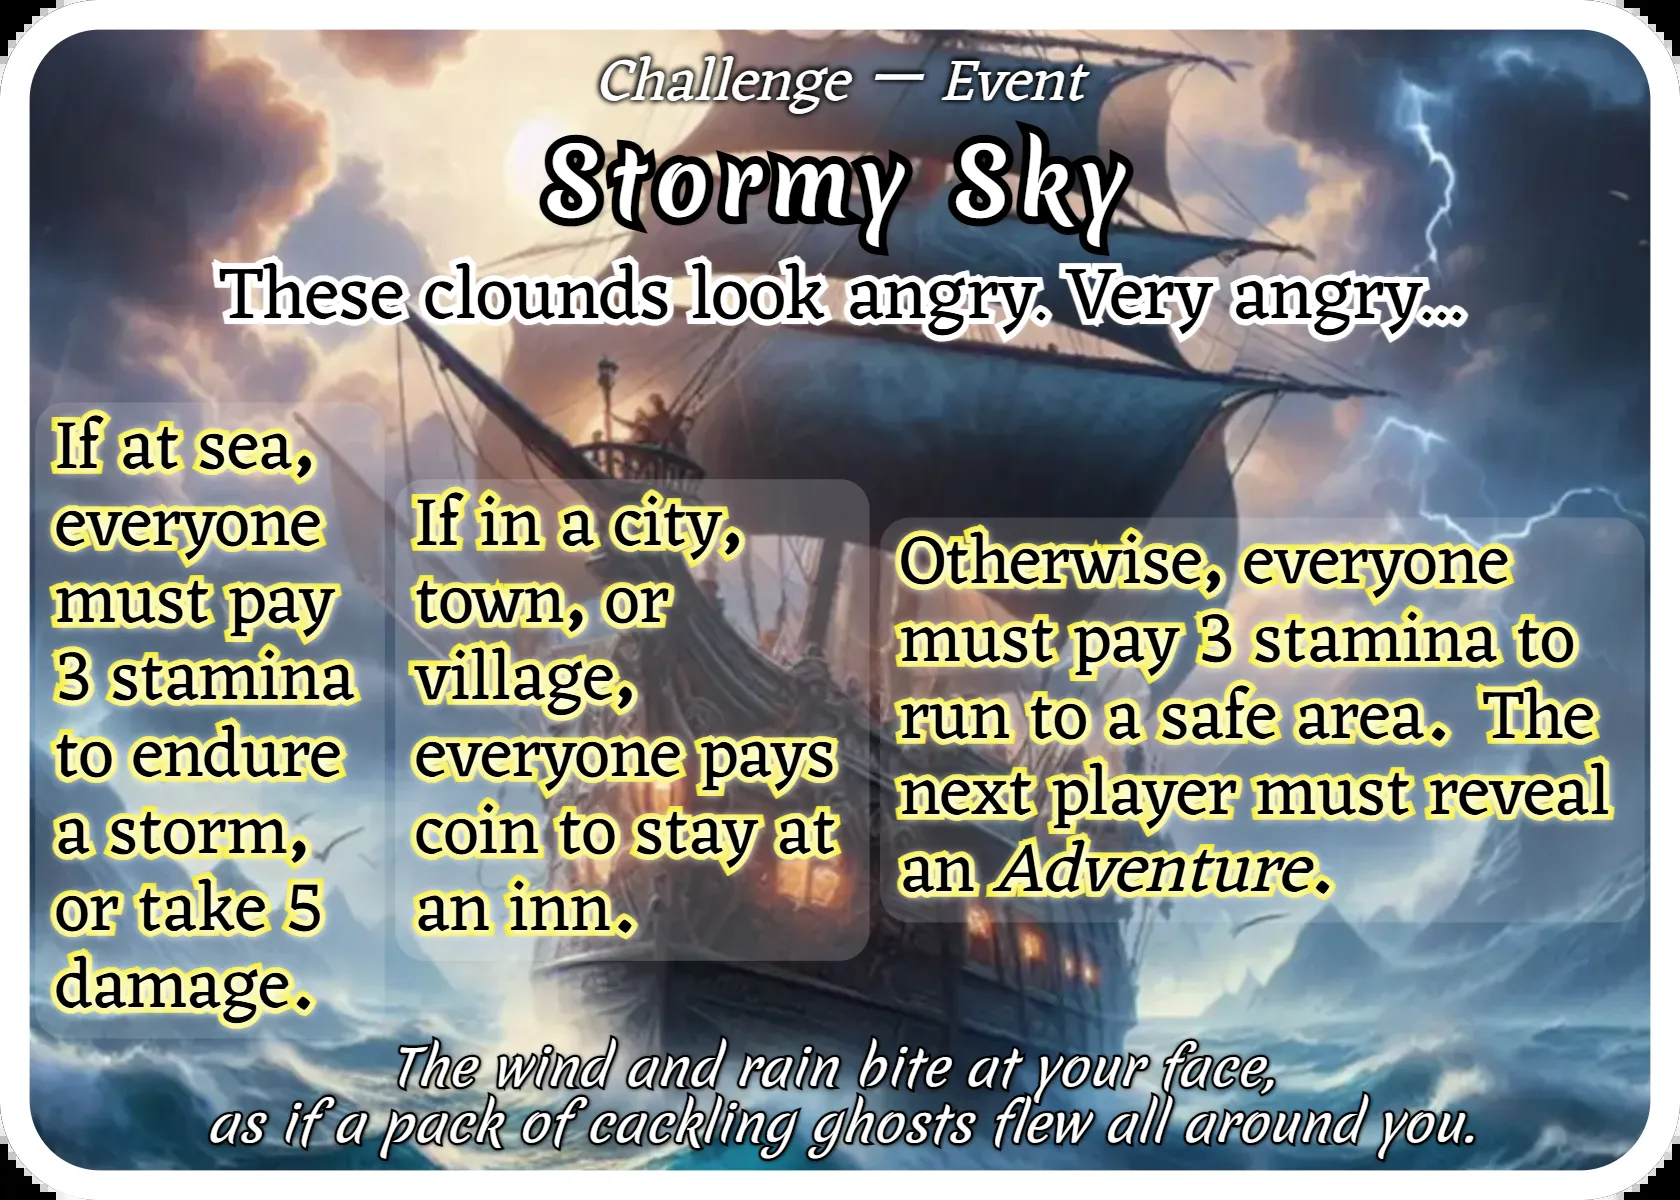 Challenge — Event
Stormy Sky
These clounds look angry. Very angry...
If at sea,
everyone
must pay
3 stamina
to endure
a storm,
or take 5
damage.
If in a city,
town, or
village,
everyone pays
coin to stay at
an inn.
Otherwise, everyone
must pay 3 stamina to
run to a safe area. The
next player must reveal
an Adventure.
The wind and rain bite at your face,
as if a pack of cackling ghosts flew all around you.